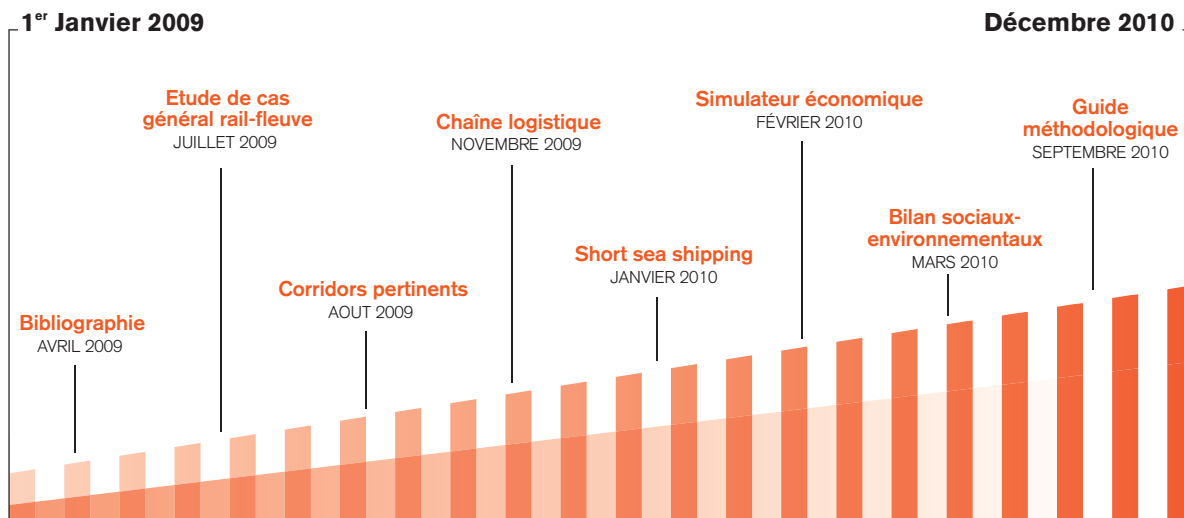 1er Janvier 2009
Décembre 2010
Bibliographie
AVRIL 2009
Etude de cas
général rail-fleuve
JUILLET 2009
Corridors pertinents
AOUT 2009
Chaîne logistique
NOVEMBRE 2009
Short sea shipping
JANVIER 2010
Simulateur économique
FÉVRIER 2010
Bilan sociaux-
environnementaux
MARS 2010
Guide
méthodologique
SEPTEMBRE 2010